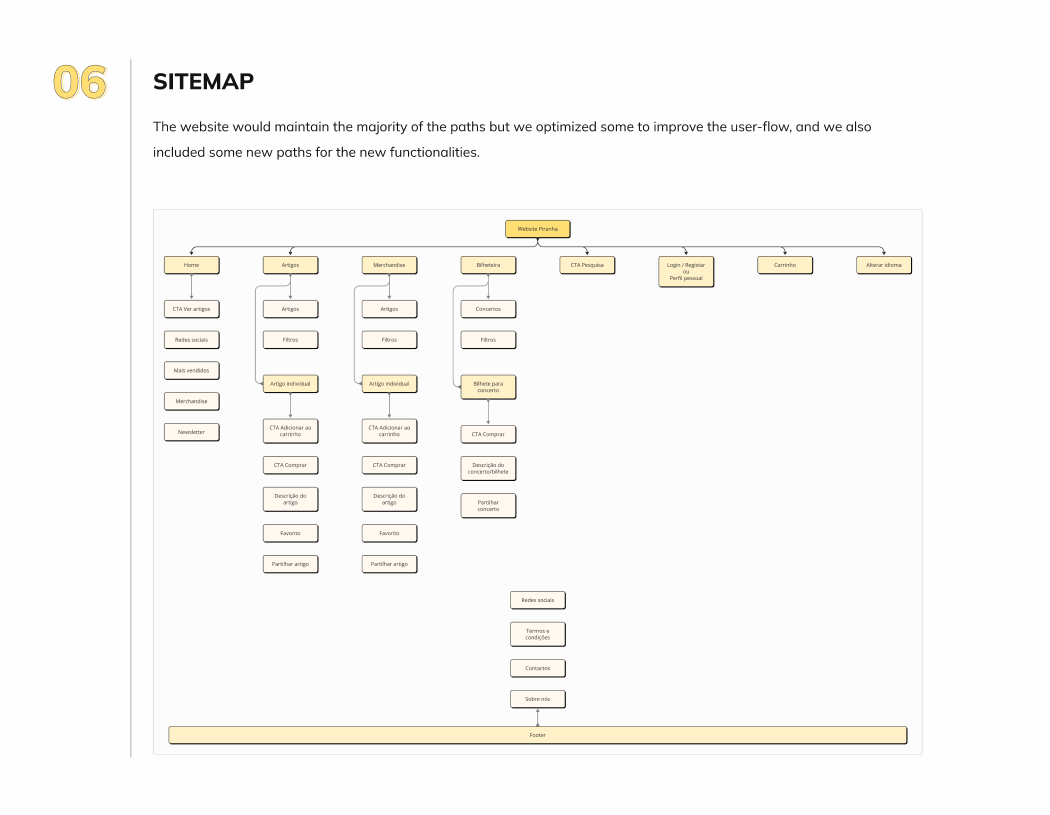 06
SITEMAP
The website would maintain the majority of the paths but we optimized some to improve the user-flow, and we also
included some new paths for the new functionalities.
Website Piranha
Home
Artigos
Merchandise
Bilheteira
CTA Pesquisa
Login / Registar
ou
Perfil pessoal
Carrinho
Alterar idioma
CTA Ver artigos
Redes sociais
Mais vendidos
Merchandise
Newsletter
Artigos
Filtros
Artigo individual
CTA Adicionar ao
carrinho
CTA Comprar
Descrição do
artigo
Favorito
Partilhar artigo
Artigos
Filtros
Artigo individual
CTA Adicionar ao
carrinho
CTA Comprar
Descrição do
artigo
Favorito
Partilhar artigo
Concertos
Filtros
Bilhete para
concerto
CTA Comprar
Descrição do
concerto/bilhete
Partilhar
concerto
Redes sociais
Termos e
condições
Contactos
Sobre nós
Footer